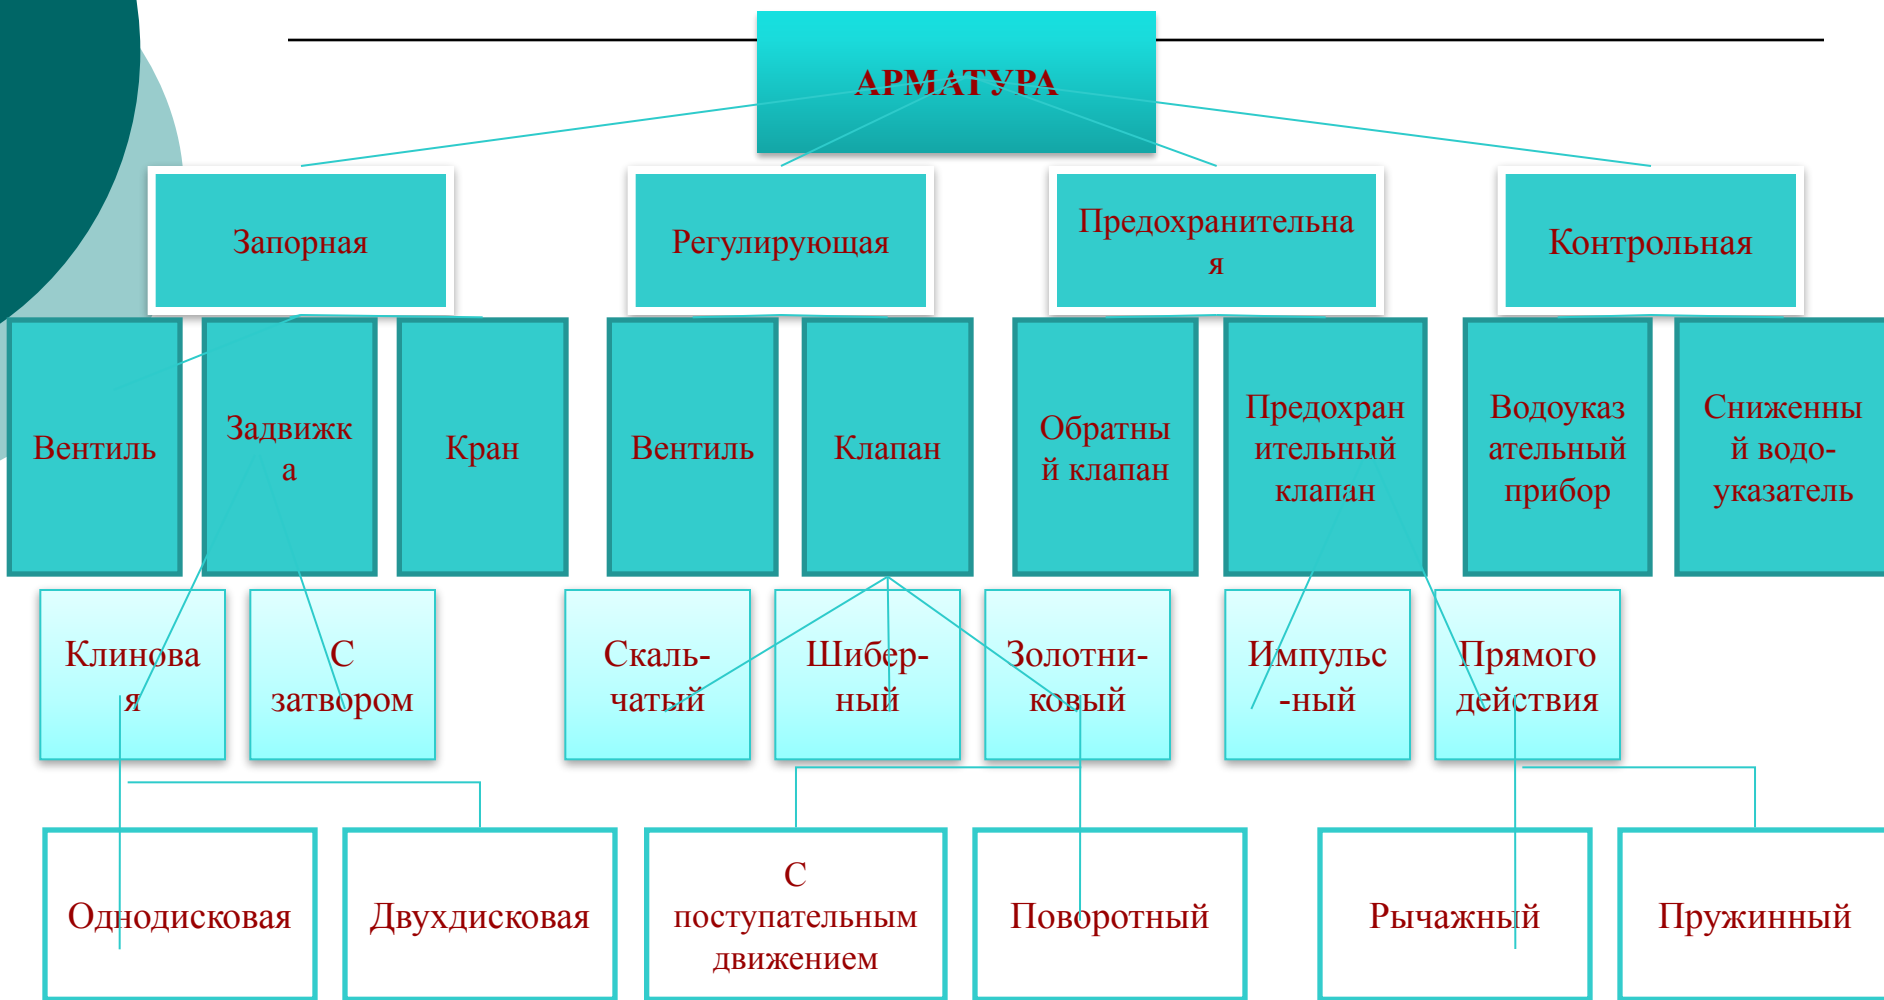 АРМАТУРА
Запорная
Регулирующая
Предохранительна
я
Контрольная
Вентиль
Задвижк
а
Кран
Вентиль
Клапан
Обратны
й клапан
Предохран
ительный
клапан
Водоуказ
ательный
прибор
Сниженны
й водо-
указатель
Клинова
я
С
затвором
Скаль-
чатый
Шибер-
ный
Золотни-
ковый
Импульс
-ный
Прямого
действия
Однодисковая
Двухдисковая
С
поступательным
движением
Поворотный
Рычажный
Пружинный